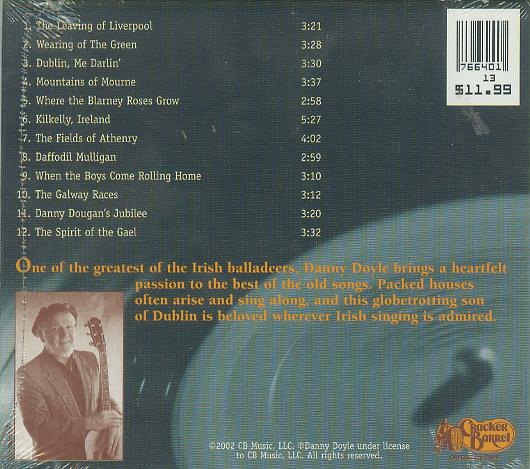 1. The Leaving of Liverpool 3:21
2. Wearing of The Green 3:28
3. Dublin, Me Darlin' 3:30
4. Mountains of Mourne 3:37
5. Where the Blarney Roses Grow 2:58
6. Kilkelly, Ireland 5:27
7. The Fields of Athenry 4:02
8. Daffodil Mulligan 2:59
9. When the Boys Come Rolling Home 3:10
10. The Galway Races 3:12
11. Danny Dougan's Jubilee 3:20
12. The Spirit of the Gael 3:32
766401
13
$11.99
One of the greatest of the Irish balladeers, Danny Doyle brings a heartfelt
passion to the best of the old songs. Packed houses
often arise and sing along, and this globetrotting son
of Dublin is beloved wherever Irish singing is admired.
©2002 CB Music, LLC. ℗Danny Doyle under license
to CB Music, LLC. All rights reserved.
Cracker
Barrel